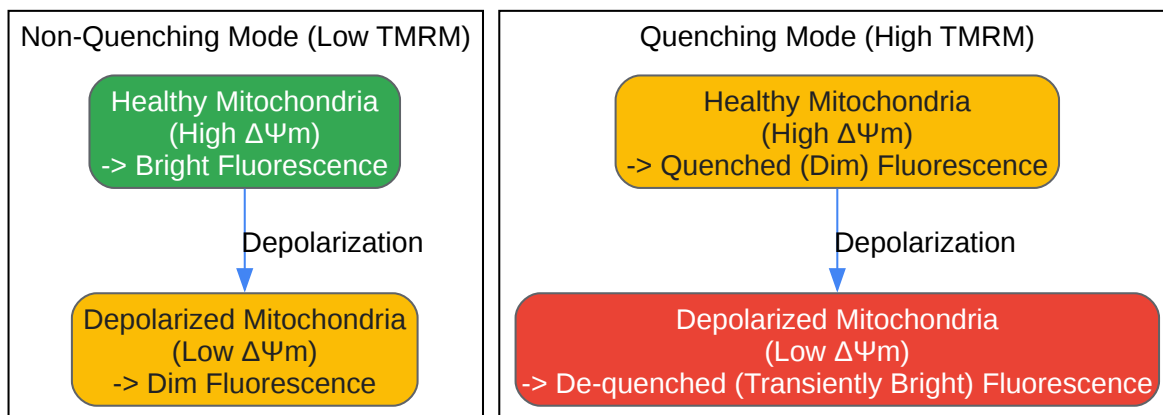 Non-Quenching Mode (Low TMRM)
Healthy Mitochondria
(High ΔΨm)
-> Bright Fluorescence
Depolarization
Depolarized Mitochondria
(Low ΔΨm)
-> Dim Fluorescence
Quenching Mode (High TMRM)
Healthy Mitochondria
(High ΔΨm)
-> Quenched (Dim) Fluorescence
Depolarization
Depolarized Mitochondria
(Low ΔΨm)
-> De-quenched (Transiently Bright) Fluorescence